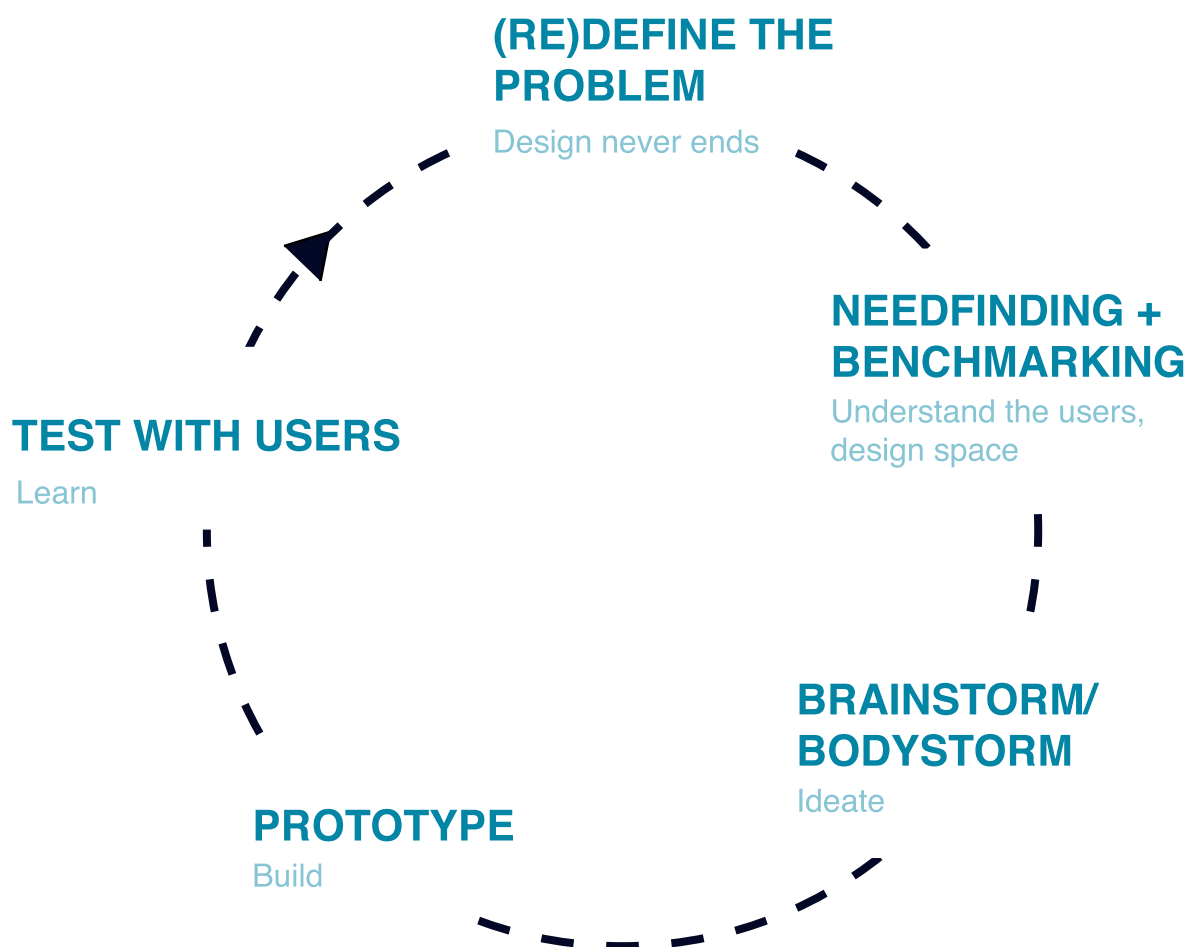 (RE)DEFINE THE
PROBLEM
Design never ends
NEEDFINDING +
BENCHMARKING
Understand the users,
design space
BRAINSTORM/
BODYSTORM
Ideate
PROTOTYPE
Build
TEST WITH USERS
Learn